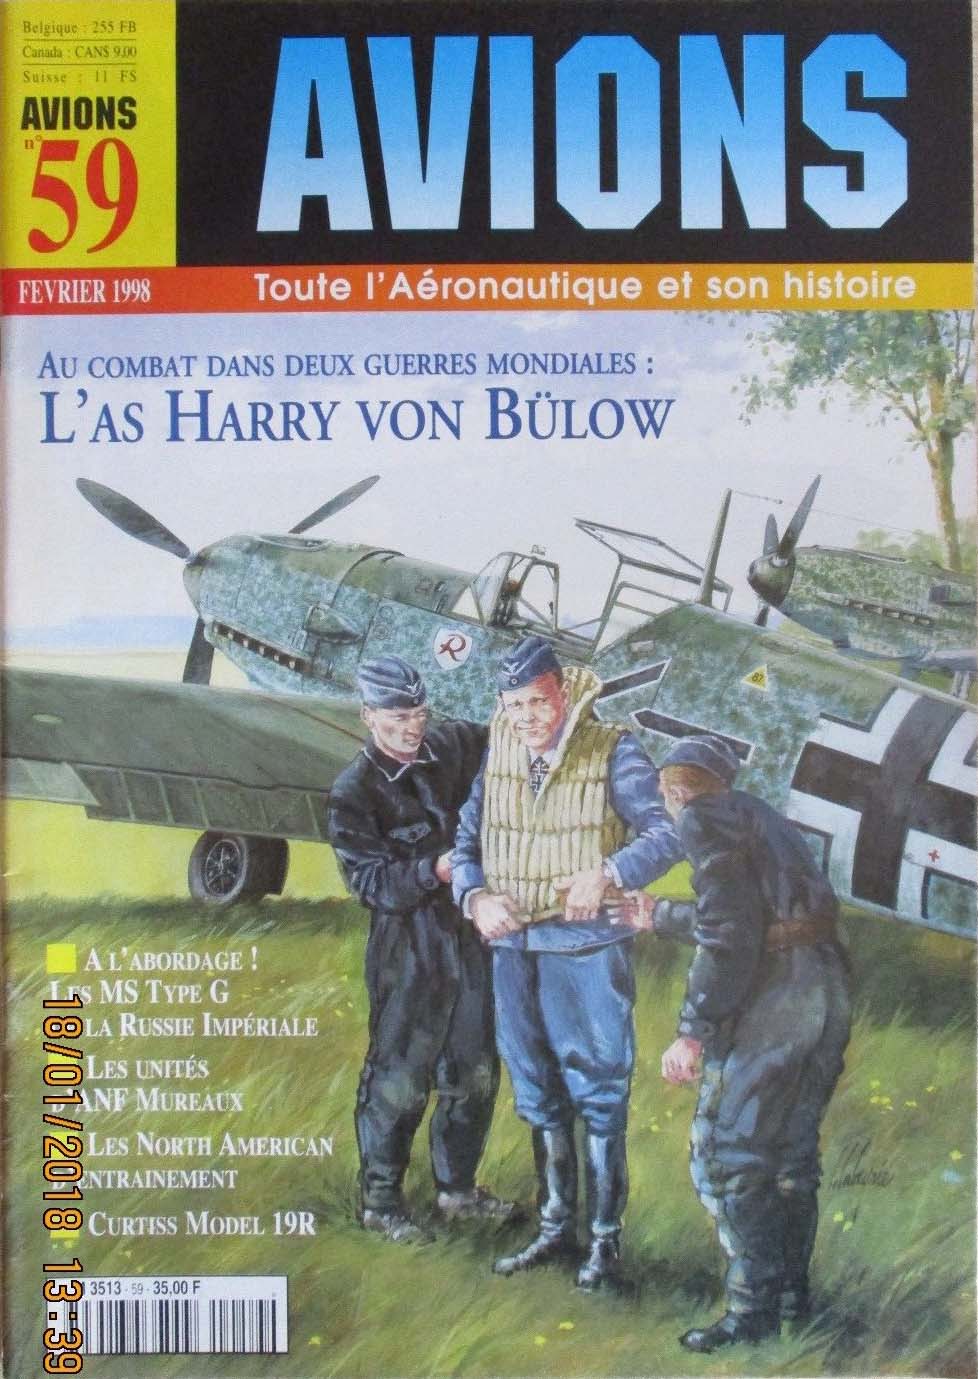 Belgique : 255 FB
Canada : CAN$ 9.00
Suisse : 11 FS
AVIONS
n° 59
FEVRIER 1998
AVIONS
Toute l'Aéronautique et son histoire
AU COMBAT DANS DEUX GUERRES MONDIALES :
L'AS HARRY VON BÜLOW
R
87
A L'ABORDAGE !
LES MS TYPE G
LA RUSSIE IMPÉRIALE
LES UNITÉS
D'ANF MUREAUX
LES NORTH AMERICAN
D'ENTRAINEMENT
CURTISS MODEL 19R
3513 - 59 - 35,00 F
18/01/2018 13:39